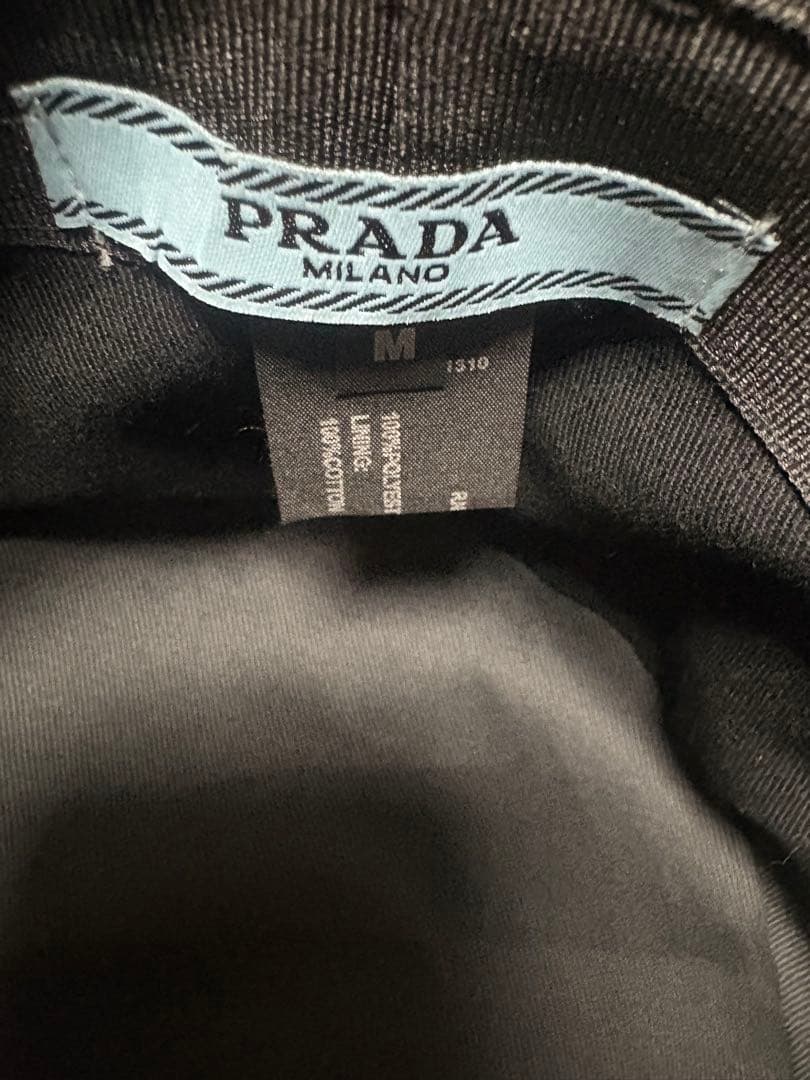 PRADA
MILANO
M
1310
100%POLYEST
LINING:
100%COTTON